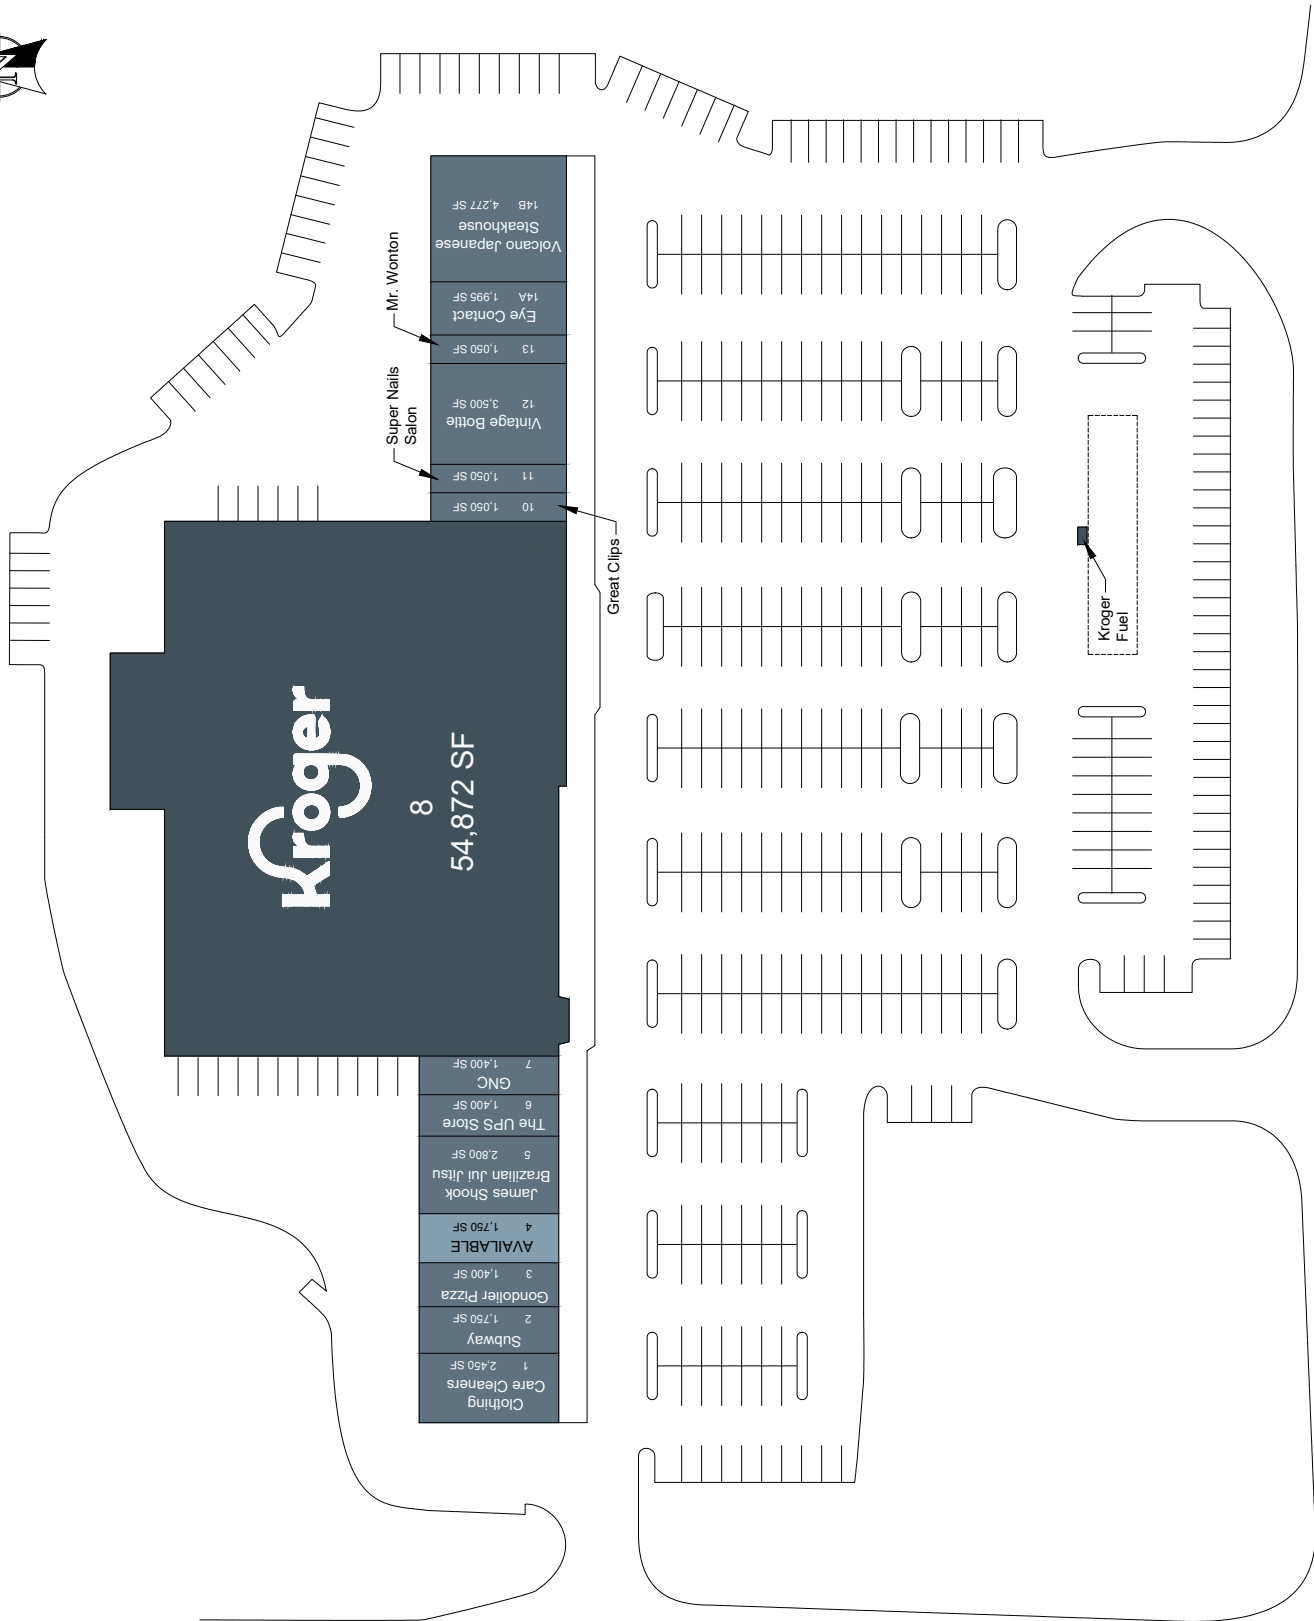 N
Volcano Japanese
Steakhouse
14B 4,277 SF
Eye Contact
14A 1,995 SF
Mr. Wonton
13 1,050 SF
Vintage Bottle
12 3,500 SF
Super Nails
Salon
11 1,050 SF
10 1,050 SF
Great Clips
Kroger
Fuel
Kroger
8
54,872 SF
GNC
7 1,400 SF
The UPS Store
6 1,400 SF
James Shook
Brazilian Jui Jitsu
5 2,800 SF
AVAILABLE
4 1,750 SF
Gondolier Pizza
3 1,400 SF
Subway
2 1,750 SF
Clothing
Care Cleaners
1 2,450 SF